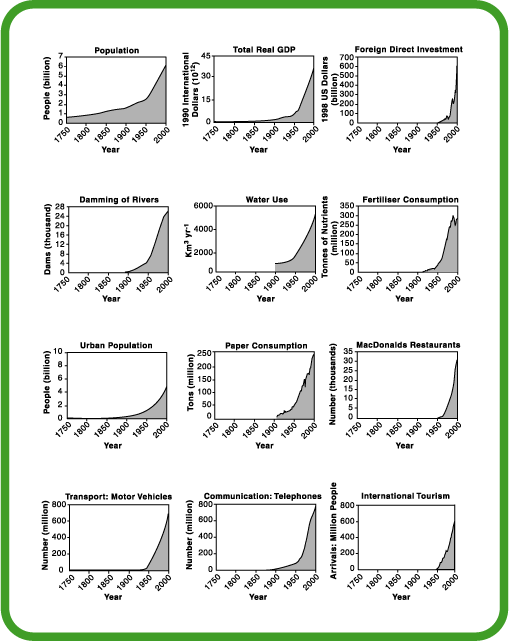 Population
People (billion)
7
6
5
4
3
2
1
0
1750 1800 1850 1900 1950 2000
Year
Total Real GDP
1990 International
Dollars (10^12)
45
30
15
0
1750 1800 1850 1900 1950 2000
Year
Foreign Direct Investment
1998 US Dollars
(billion)
700
600
500
400
300
200
100
0
1750 1800 1850 1900 1950 2000
Year
Damming of Rivers
Dams (thousand)
28
24
20
16
12
8
4
0
1750 1800 1850 1900 1950 2000
Year
Water Use
Km³ yr⁻¹
6000
4000
2000
0
1750 1800 1850 1900 1950 2000
Year
Fertiliser Consumption
Tonnes of Nutrients
(million)
350
300
250
200
150
100
50
0
1750 1800 1850 1900 1950 2000
Year
Urban Population
People (billion)
10
8
6
4
2
0
1750 1800 1850 1900 1950 2000
Year
Paper Consumption
Tons (million)
250
200
150
100
50
0
1750 1800 1850 1900 1950 2000
Year
MacDonalds Restaurants
Number (thousands)
35
30
25
20
15
10
5
0
1750 1800 1850 1900 1950 2000
Year
Transport: Motor Vehicles
Number (million)
800
600
400
200
0
1750 1800 1850 1900 1950 2000
Year
Communication: Telephones
Number (million)
800
600
400
200
0
1750 1800 1850 1900 1950 2000
Year
International Tourism
Arrivals: Million People
800
600
400
200
0
1750 1800 1850 1900 1950 2000
Year